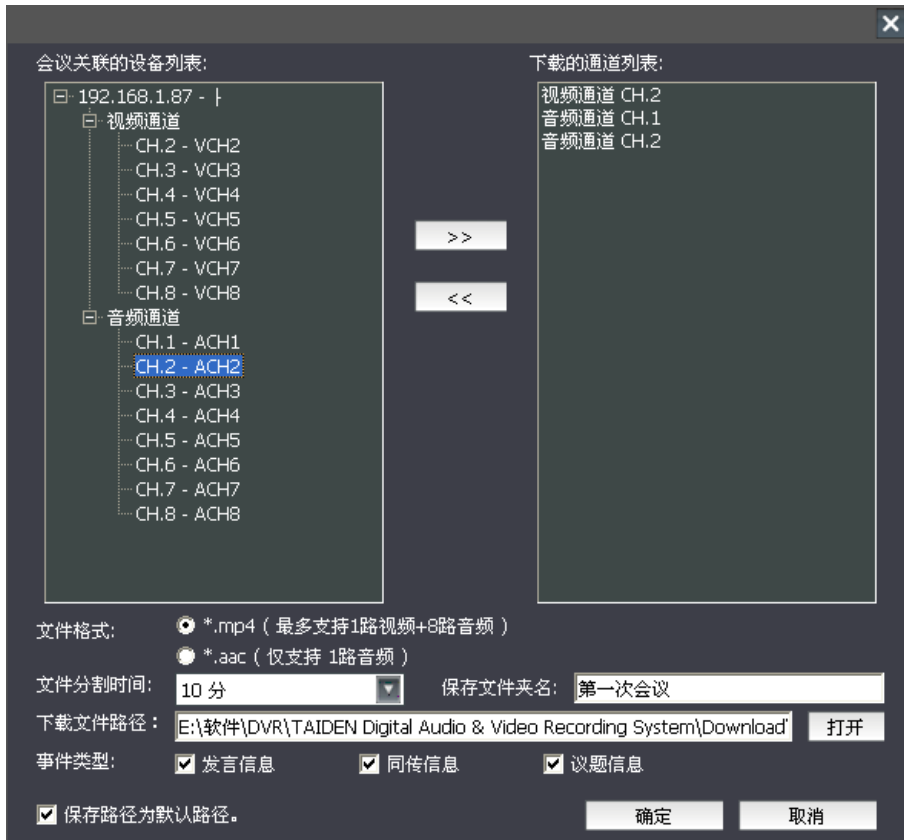 会议关联的设备列表:
192.168.1.87 -
视频通道
CH.2 - VCH2
CH.3 - VCH3
CH.4 - VCH4
CH.5 - VCH5
CH.6 - VCH6
CH.7 - VCH7
CH.8 - VCH8
音频通道
CH.1 - ACH1
CH.2 - ACH2
CH.3 - ACH3
CH.4 - ACH4
CH.5 - ACH5
CH.6 - ACH6
CH.7 - ACH7
CH.8 - ACH8
>>
<<
下载的通道列表:
视频通道 CH.2
音频通道 CH.1
音频通道 CH.2
文件格式:
*.mp4 ( 最多支持1路视频+8路音频 )
*.aac ( 仅支持 1路音频 )
文件分割时间: 10 分 保存文件夹名: 第一次会议
下载文件路径: E:\软件\DVR\TAIDEN Digital Audio & Video Recording System\Download 打开
事件类型: 发言信息 同传信息 议题信息
保存路径为默认路径。 确定 取消